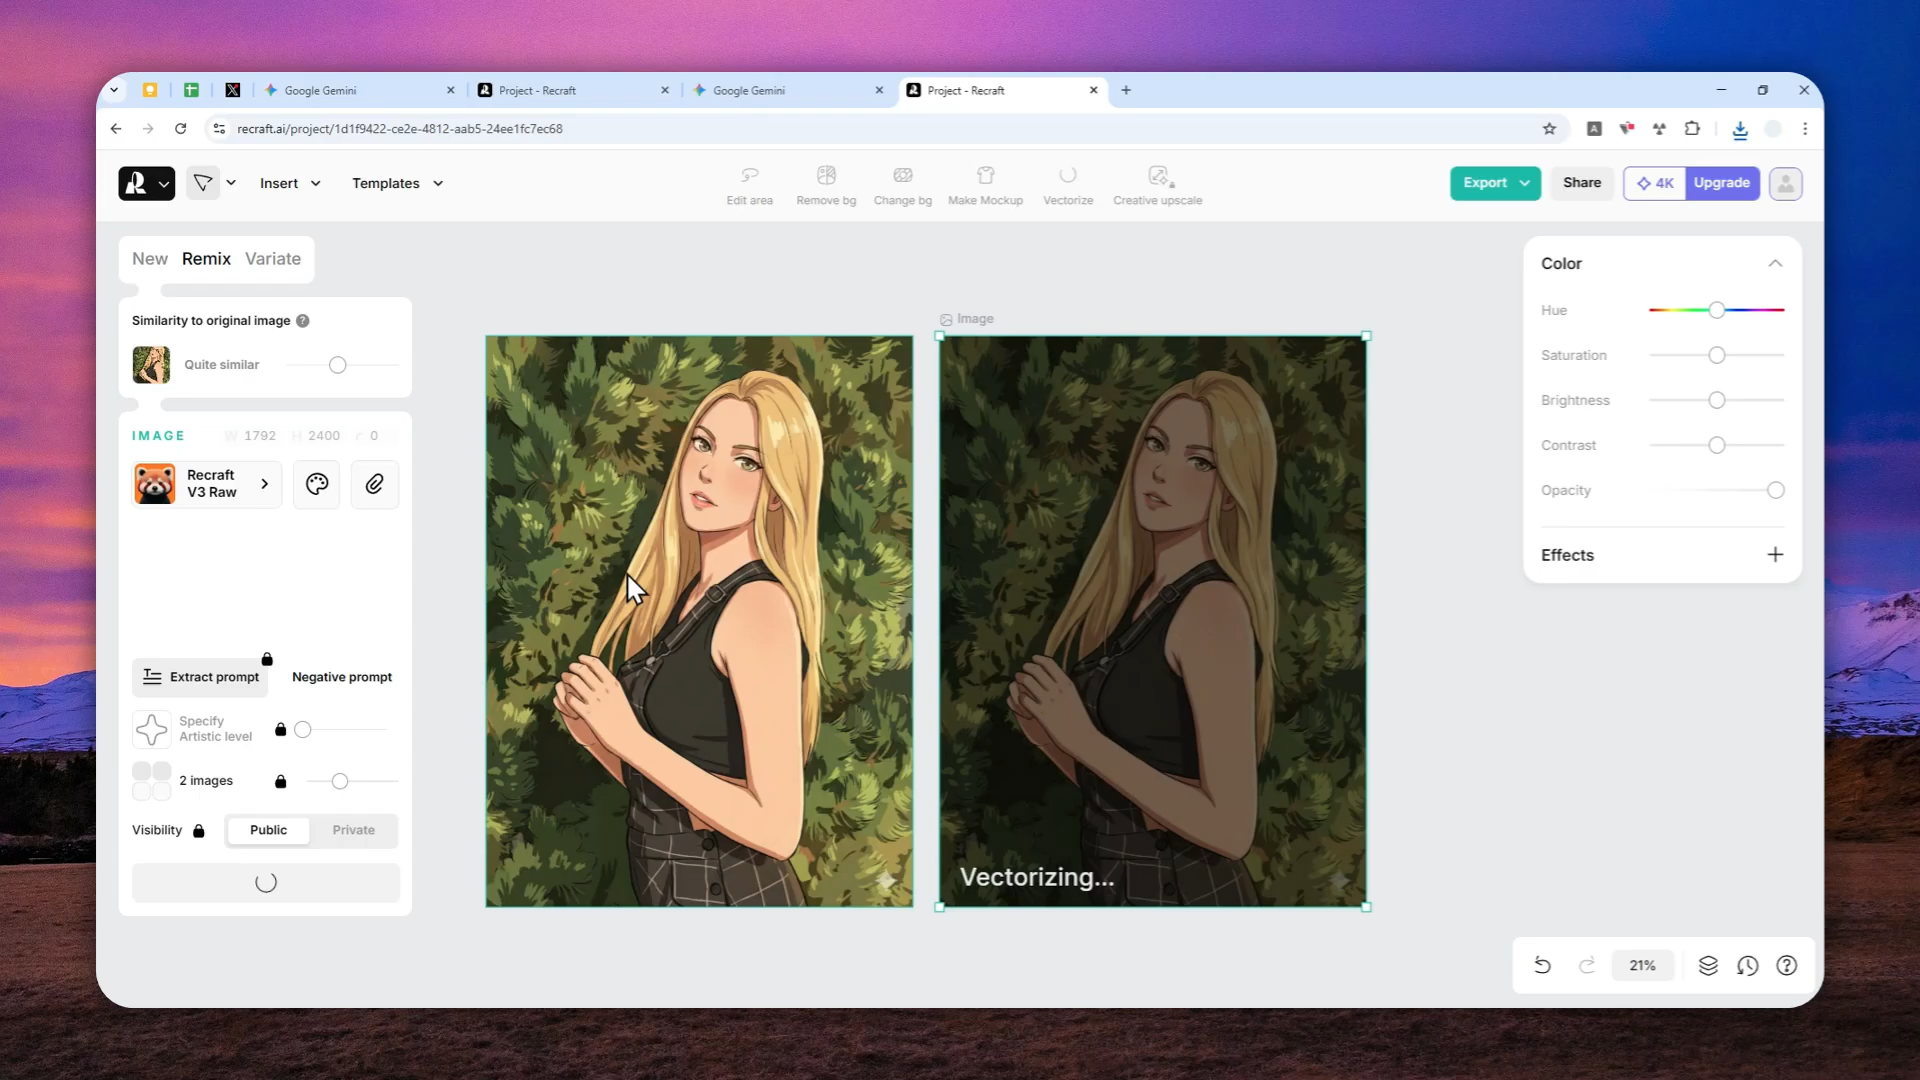 Google Gemini
Project - Recraft
Google Gemini
Project - Recraft
recraft.ai/project/1d1f9422-ce2e-4812-aab5-24ee1fc7ec68
Insert
Templates
Edit area
Remove bg
Change bg
Make Mockup
Vectorize
Creative upscale
Export
Share
4K
Upgrade
New Remix Variate
Similarity to original image ?
Quite similar
IMAGE W 1792 H 2400 r 0
Recraft
V3 Raw
Extract prompt
Negative prompt
Specify
Artistic level
2 images
Visibility
Public
Private
Image
Vectorizing...
Color
Hue
Saturation
Brightness
Contrast
Opacity
Effects
21%